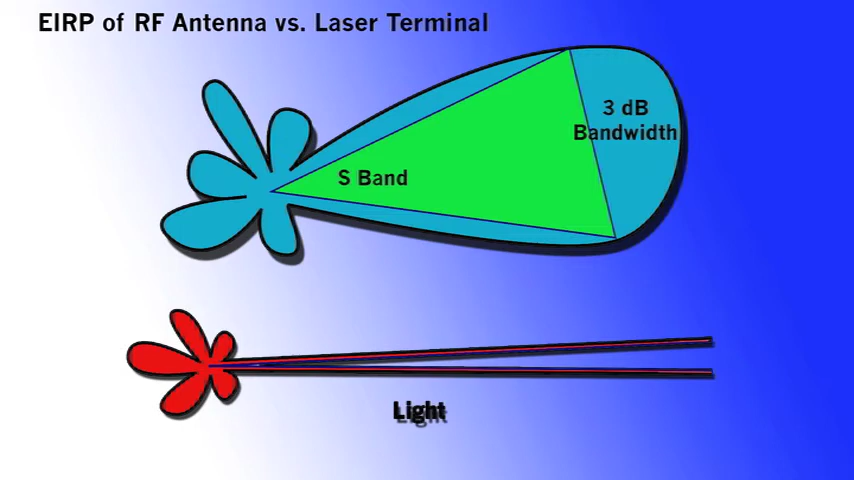 EIRP of RF Antenna vs. Laser Terminal
3 dB
Bandwidth
S Band
Light